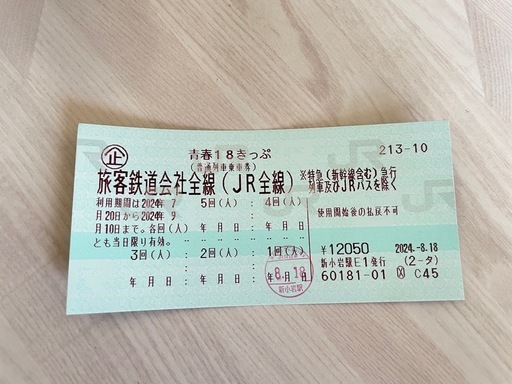 企
青春18きっぷ
213-10
(普通列車乗車券)
旅客鉄道会社全線(JR全線)
※特急(新幹線含む)急行
列車及びJRバスを除く
利用期間は2024年7 5回(人) : 4回(人) :
月20日から2024年9
月10日まで。各回(人) 年 月 日: 年 月 日:
とも当日限り有効。
使用開始後の払戻不可
3回(人) : 2回(人) : 1回(人)
年 月 日: 年 月 日: 年 月 日
8.18
新小岩駅
¥12050 2024.-8.18
新小岩駅E1発行 (2-タ)
60181-01 Ⓧ C45